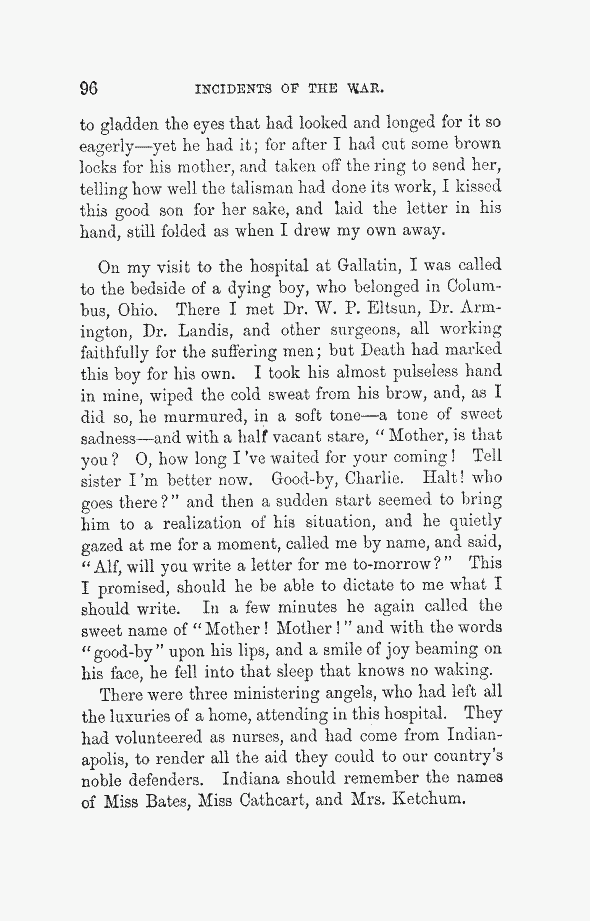 96 INCIDENTS OF THE WAR.
to gladden the eyes that had looked and longed for it so
eagerly—yet he had it; for after I had cut some brown
locks for his mother, and taken off the ring to send her,
telling how well the talisman had done its work, I kissed
this good son for her sake, and laid the letter in his
hand, still folded as when I drew my own away.
On my visit to the hospital at Gallatin, I was called
to the bedside of a dying boy, who belonged in Colum-
bus, Ohio. There I met Dr. W. P. Eltsun, Dr. Arm-
ington, Dr. Landis, and other surgeons, all working
faithfully for the suffering men; but Death had marked
this boy for his own. I took his almost pulseless hand
in mine, wiped the cold sweat from his brow, and, as I
did so, he murmured, in a soft tone—a tone of sweet
sadness—and with a half vacant stare, "Mother, is that
you? O, how long I 've waited for your coming! Tell
sister I 'm better now. Good-by, Charlie. Halt! who
goes there?" and then a sudden start seemed to bring
him to a realization of his situation, and he quietly
gazed at me for a moment, called me by name, and said,
"Alf, will you write a letter for me to-morrow?" This
I promised, should he be able to dictate to me what I
should write. In a few minutes he again called the
sweet name of "Mother! Mother!" and with the words
"good-by" upon his lips, and a smile of joy beaming on
his face, he fell into that sleep that knows no waking.
There were three ministering angels, who had left all
the luxuries of a home, attending in this hospital. They
had volunteered as nurses, and had come from Indian-
apolis, to render all the aid they could to our country's
noble defenders. Indiana should remember the names
of Miss Bates, Miss Cathcart, and Mrs. Ketchum.